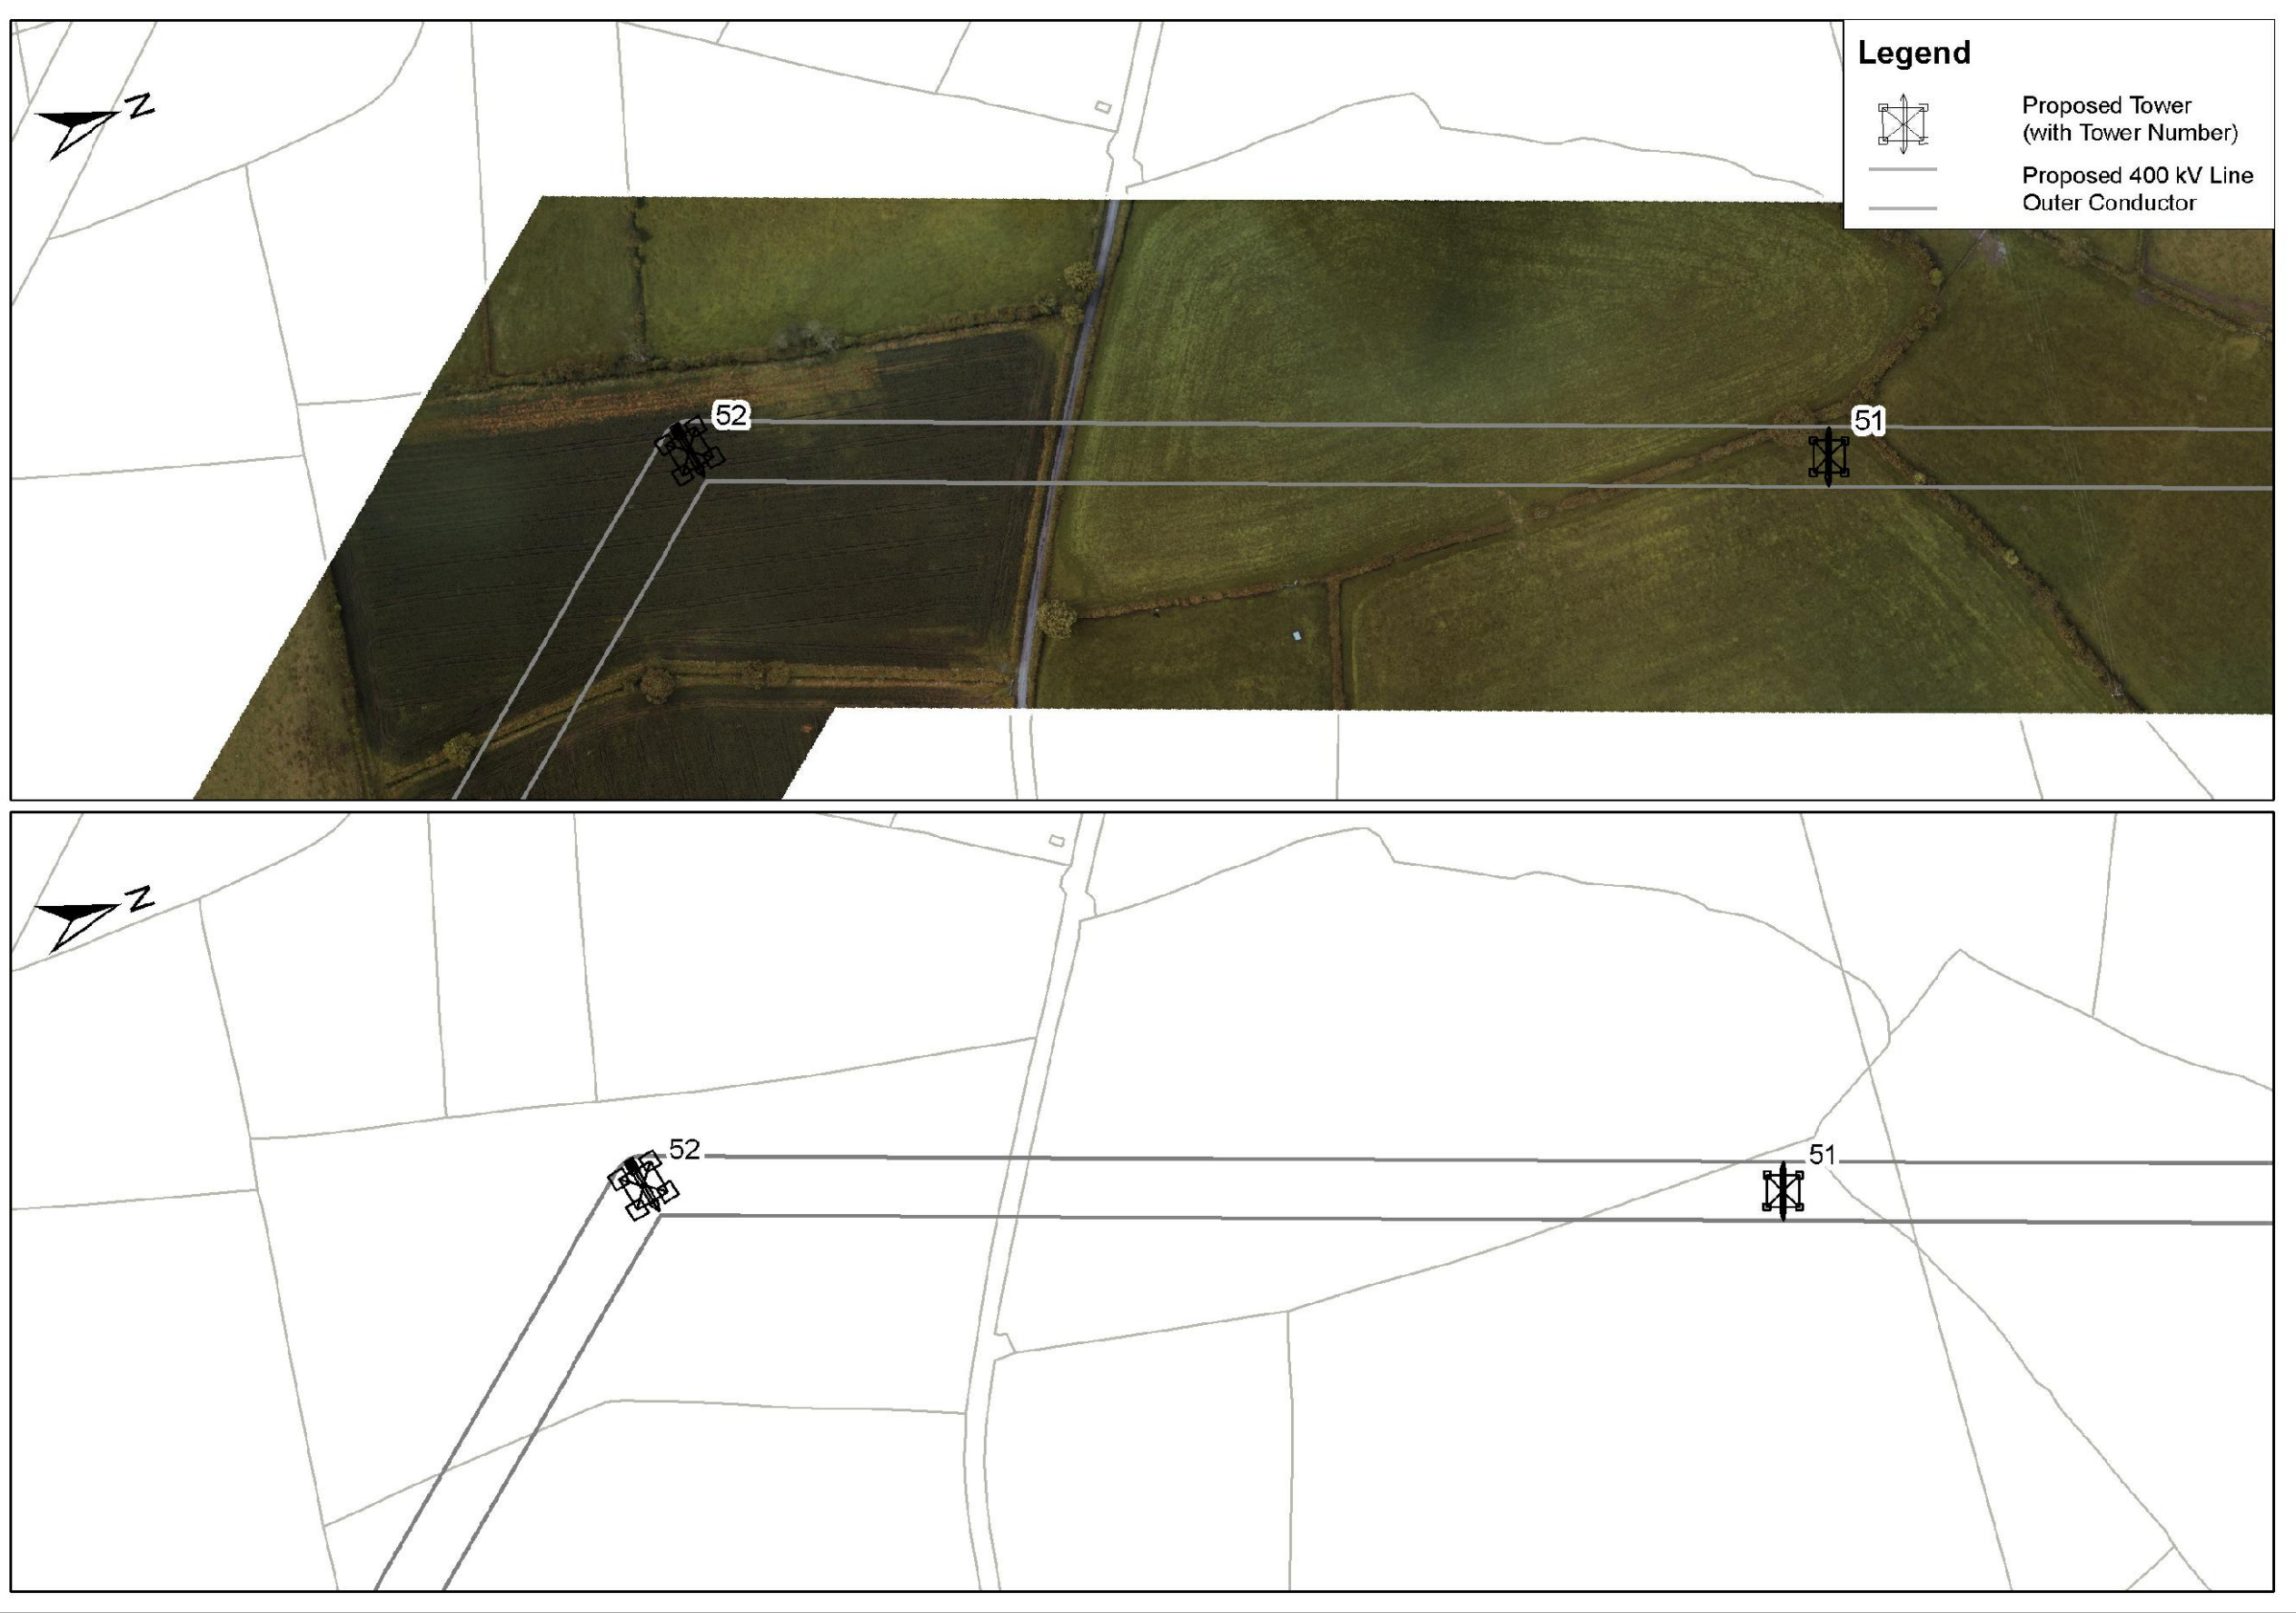 Legend
Proposed Tower
(with Tower Number)
Proposed 400 kV Line
Outer Conductor
N
52
51
N
52
51